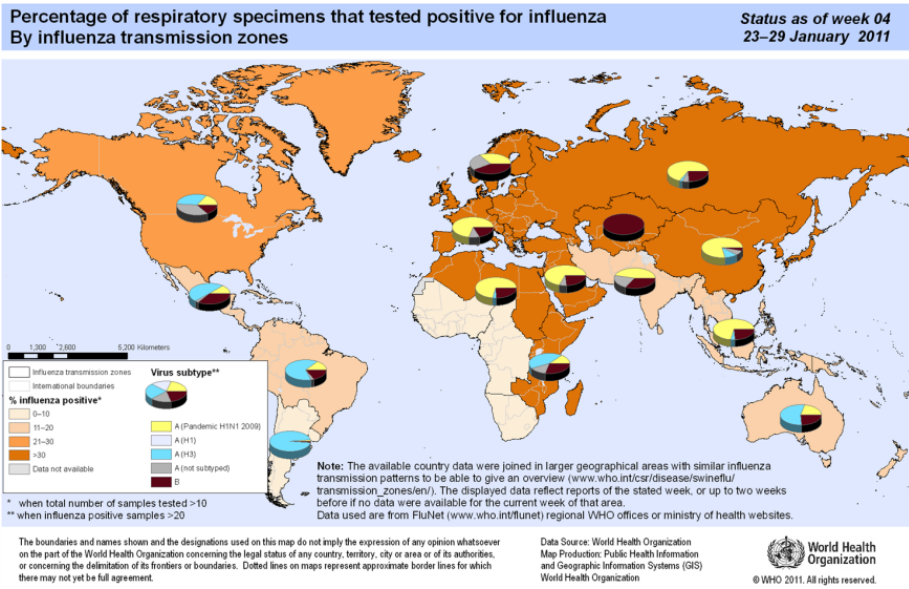 Percentage of respiratory specimens that tested positive for influenza
By influenza transmission zones
Status as of week 04
23–29 January 2011
0 1,300 2,600 5,200 Kilometers
Influenza transmission zones
International boundaries
% influenza positive*
0–10
11–20
21–30
>30
Data not available
Virus subtype**
A (Pandemic H1N1 2009)
A (H1)
A (H3)
A (not subtyped)
B
* when total number of samples tested >10
** when influenza positive samples >20
Note: The available country data were joined in larger geographical areas with similar influenza
transmission patterns to be able to give an overview (www.who.int/csr/disease/swineflu/
transmission_zones/en/). The displayed data reflect reports of the stated week, or up to two weeks
before if no data were available for the current week of that area.
Data used are from FluNet (www.who.int/flunet) regional WHO offices or ministry of health websites.
The boundaries and names shown and the designations used on this map do not imply the expression of any opinion whatsoever
on the part of the World Health Organization concerning the legal status of any country, territory, city or area or of its authorities,
or concerning the delimitation of its frontiers or boundaries. Dotted lines on maps represent approximate border lines for which
there may not yet be full agreement.
Data Source: World Health Organization
Map Production: Public Health Information
and Geographic Information Systems (GIS)
World Health Organization
World Health
Organization
© WHO 2011. All rights reserved.